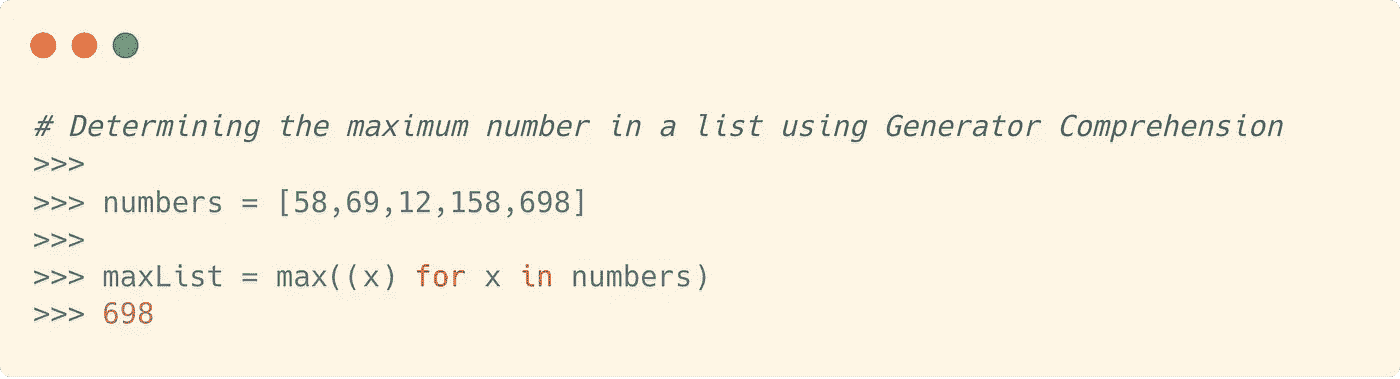 # Determining the maximum number in a list using Generator Comprehension
>>>
>>> numbers = [58,69,12,158,698]
>>>
>>> maxList = max((x) for x in numbers)
>>> 698